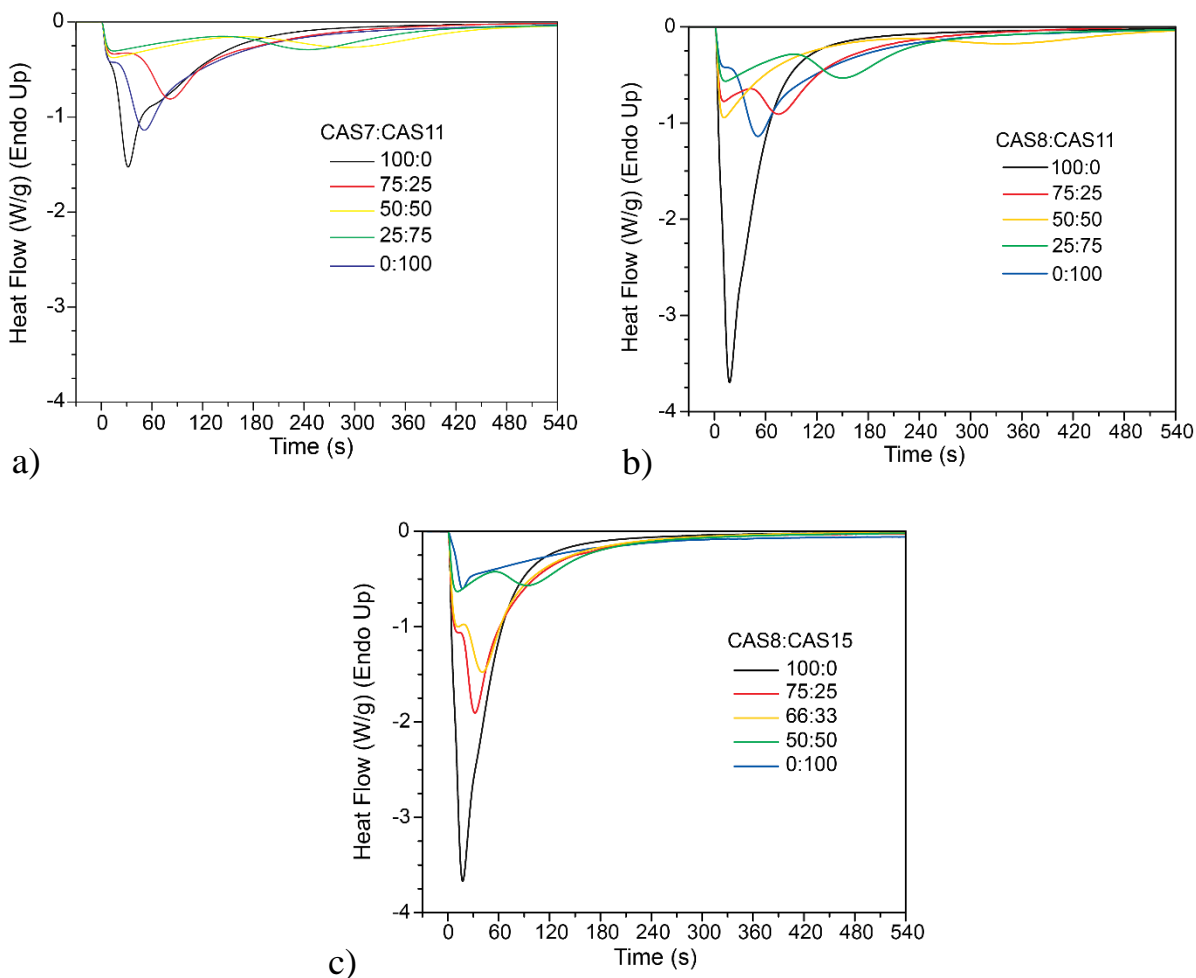 0
-1
-2
-3
-4
Heat Flow (W/g) (Endo Up)
CAS7:CAS11
100:0
75:25
50:50
25:75
0:100
0 60 120 180 240 300 360 420 480 540
Time (s)
a)
0
-1
-2
-3
-4
Heat Flow (W/g) (Endo Up)
CAS8:CAS11
100:0
75:25
50:50
25:75
0:100
0 60 120 180 240 300 360 420 480 540
Time (s)
b)
0
-1
-2
-3
-4
Heat Flow (W/g) (Endo Up)
CAS8:CAS15
100:0
75:25
66:33
50:50
0:100
0 60 120 180 240 300 360 420 480 540
Time (s)
c)